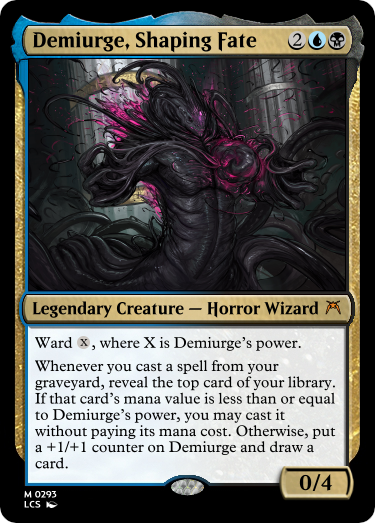 Demiurge, Shaping Fate 2
Legendary Creature — Horror Wizard
Ward X, where X is Demiurge's power.
Whenever you cast a spell from your
graveyard, reveal the top card of your library.
If that card's mana value is less than or equal
to Demiurge's power, you may cast it
without paying its mana cost. Otherwise, put
a +1/+1 counter on Demiurge and draw a
card.
0/4
M 0293
LCS